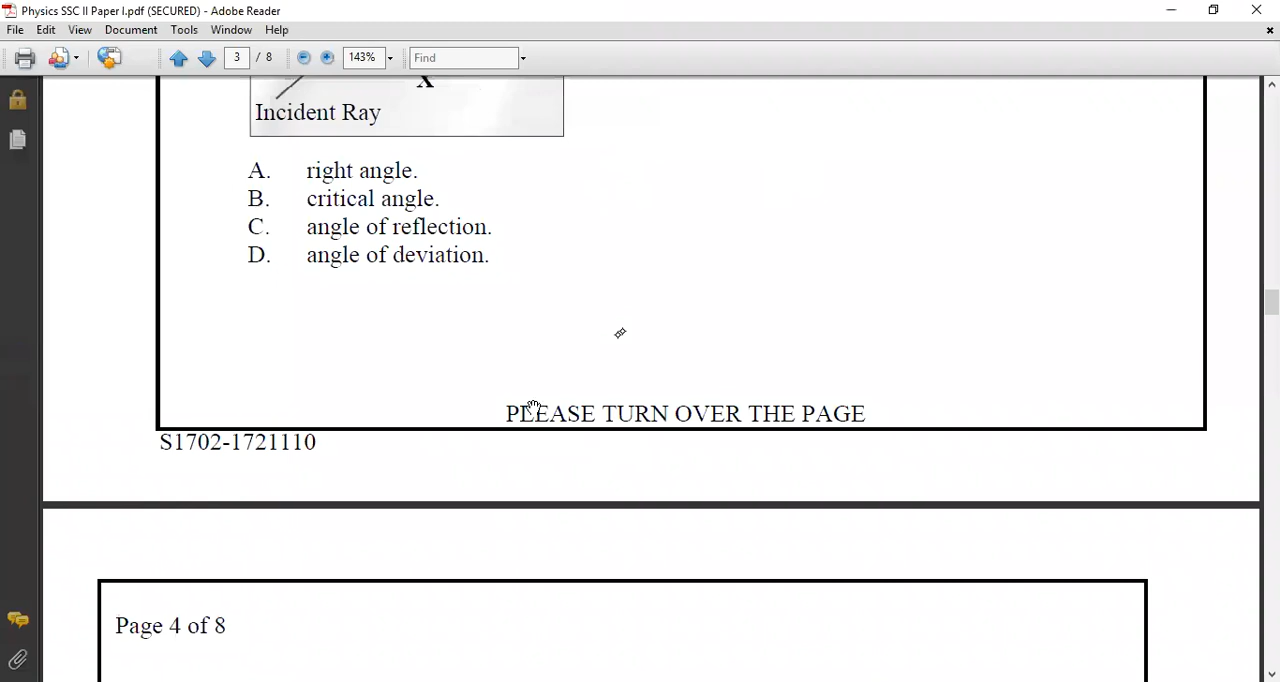 Physics SSC II Paper I.pdf (SECURED) - Adobe Reader
File Edit View Document Tools Window Help
3 / 8 143% Find
X
Incident Ray
A. right angle.
B. critical angle.
C. angle of reflection.
D. angle of deviation.
PLEASE TURN OVER THE PAGE
S1702-1721110
Page 4 of 8